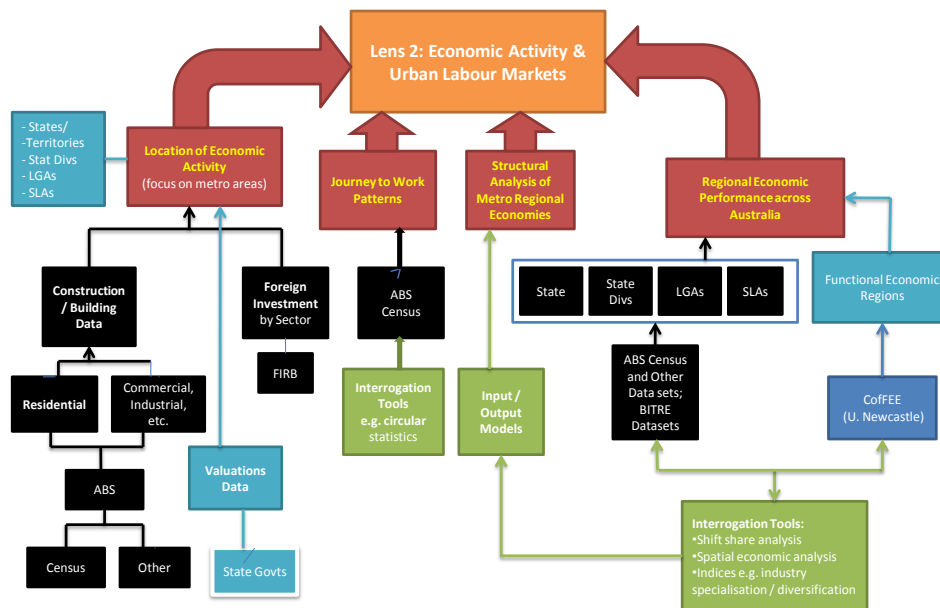 Lens 2: Economic Activity &
Urban Labour Markets
- States/
-Territories
- Stat Divs
- LGAs
- SLAs
Location of Economic
Activity
(focus on metro areas)
Journey to Work
Patterns
Structural Analysis of
Metro Regional
Economies
Regional Economic
Performance across
Australia
Construction
/ Building
Data
Foreign
Investment
by Sector
ABS
Census
State
State
Divs
LGAs
SLAs
Functional Economic
Regions
FIRB
Residential
Commercial,
Industrial,
etc.
Interrogation
Tools
e.g. circular
statistics
Input /
Output
Models
ABS Census
and Other
Data sets;
BITRE
Datasets
CofFEE
(U. Newcastle)
ABS
Valuations
Data
Census
Other
State Govts
Interrogation Tools:
•Shift share analysis
•Spatial economic analysis
•Indices e.g. industry
specialisation / diversification